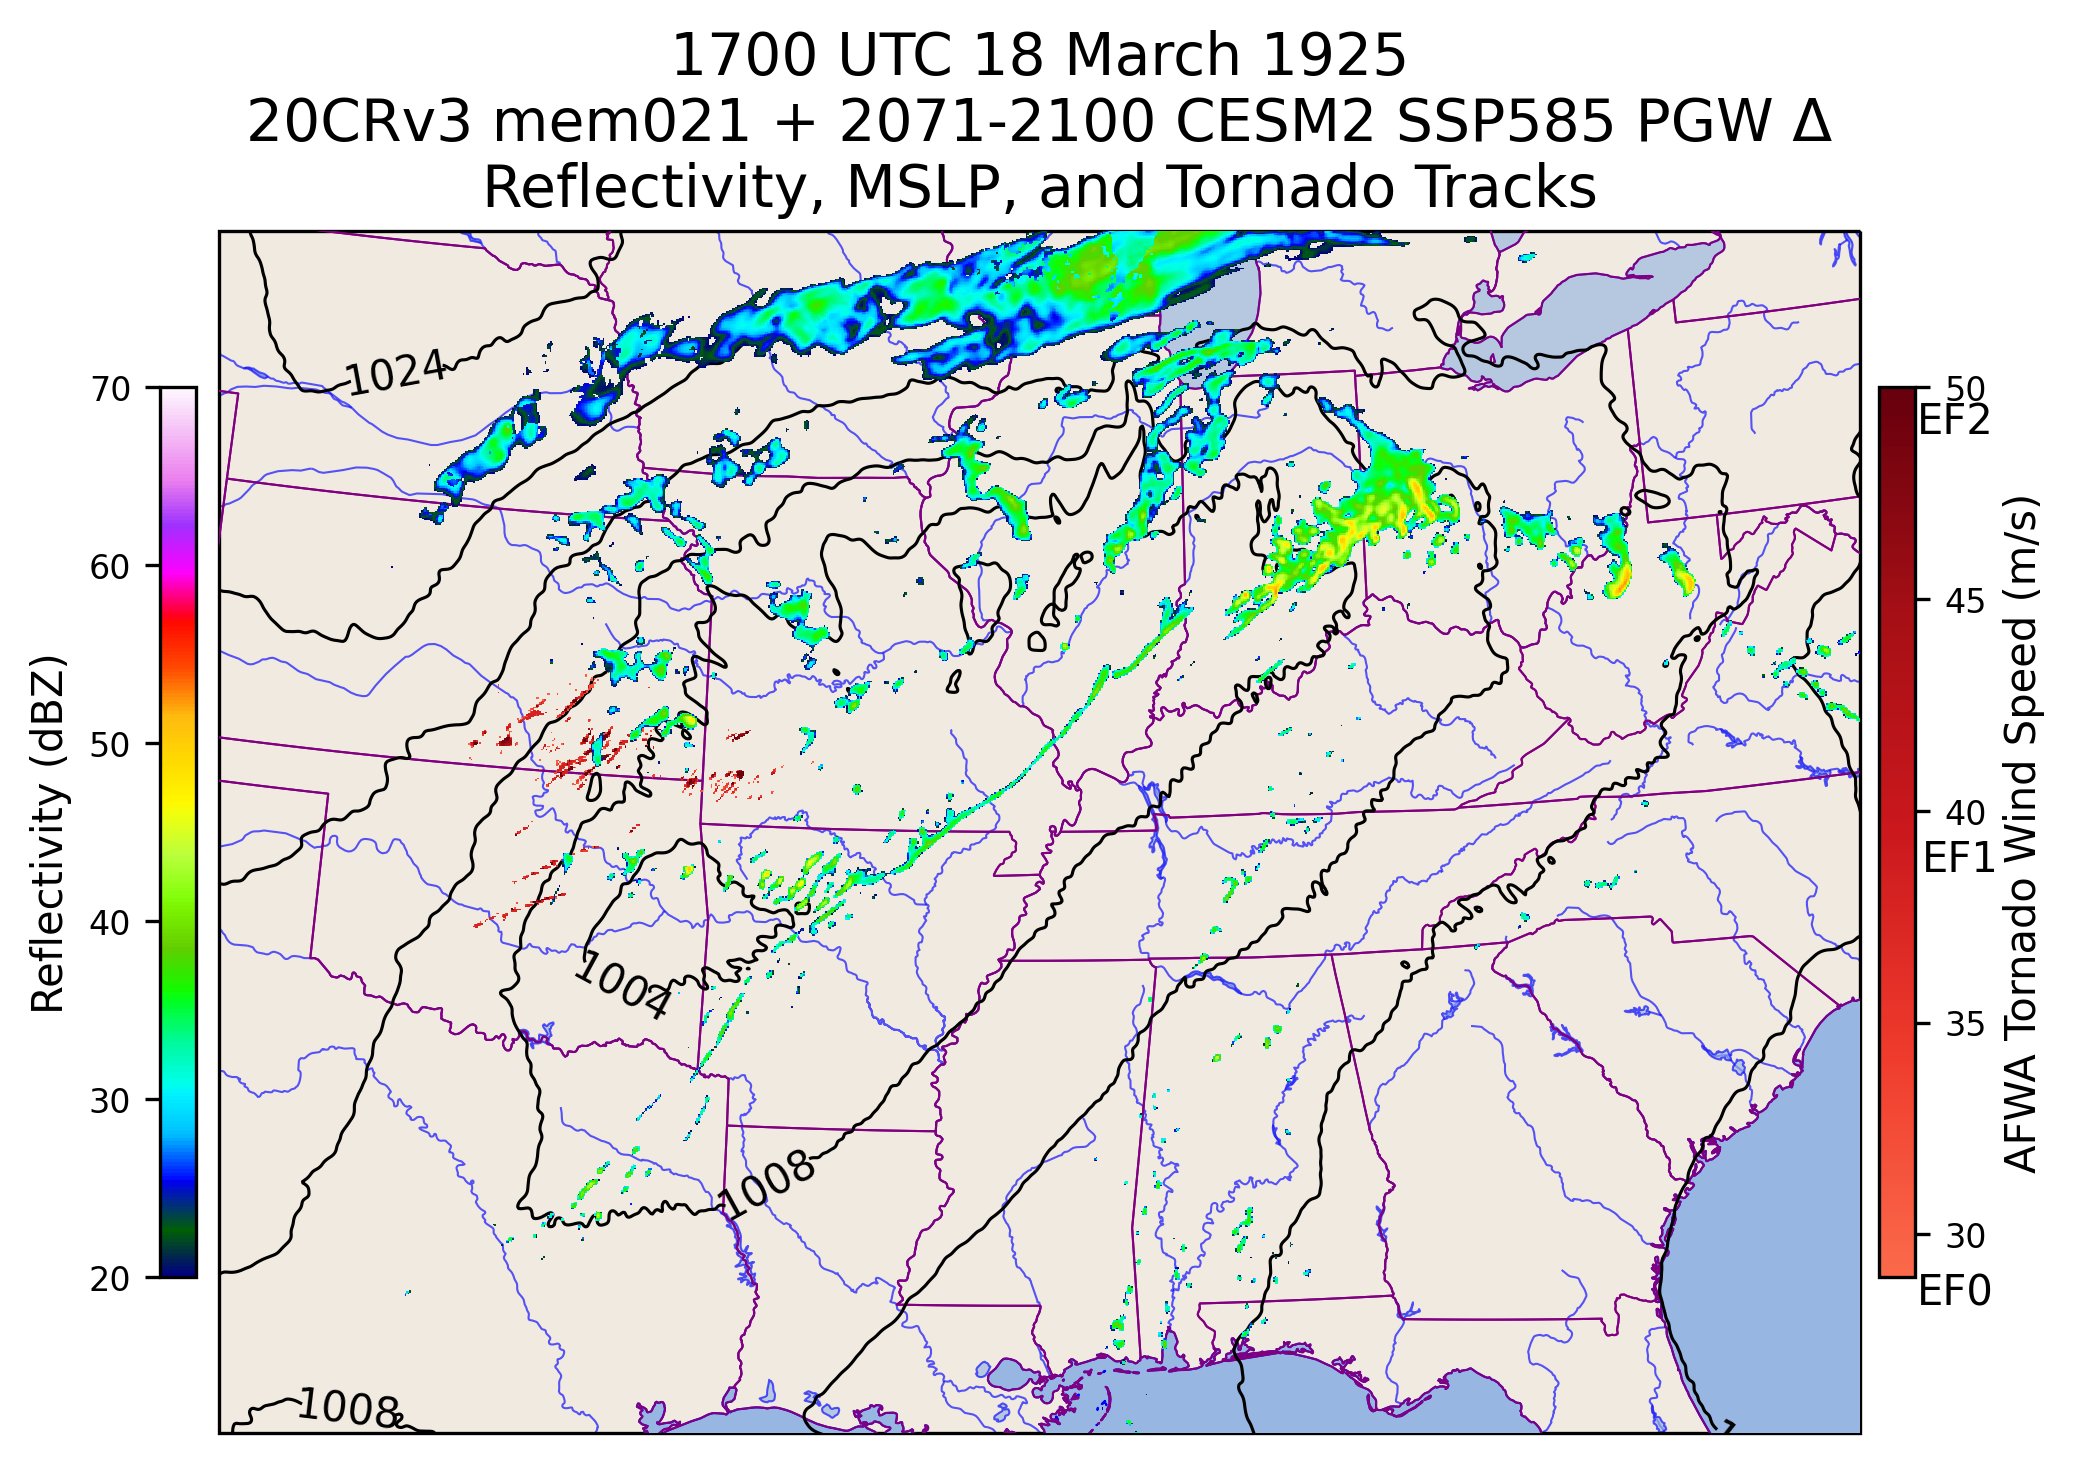 1700 UTC 18 March 1925
20CRv3 mem021 + 2071-2100 CESM2 SSP585 PGW Δ
Reflectivity, MSLP, and Tornado Tracks
1024
1004
1008
1008
70
60
50
40
30
20
Reflectivity (dBZ)
50
EF2
45
40
EF1
35
30
EF0
AFWA Tornado Wind Speed (m/s)